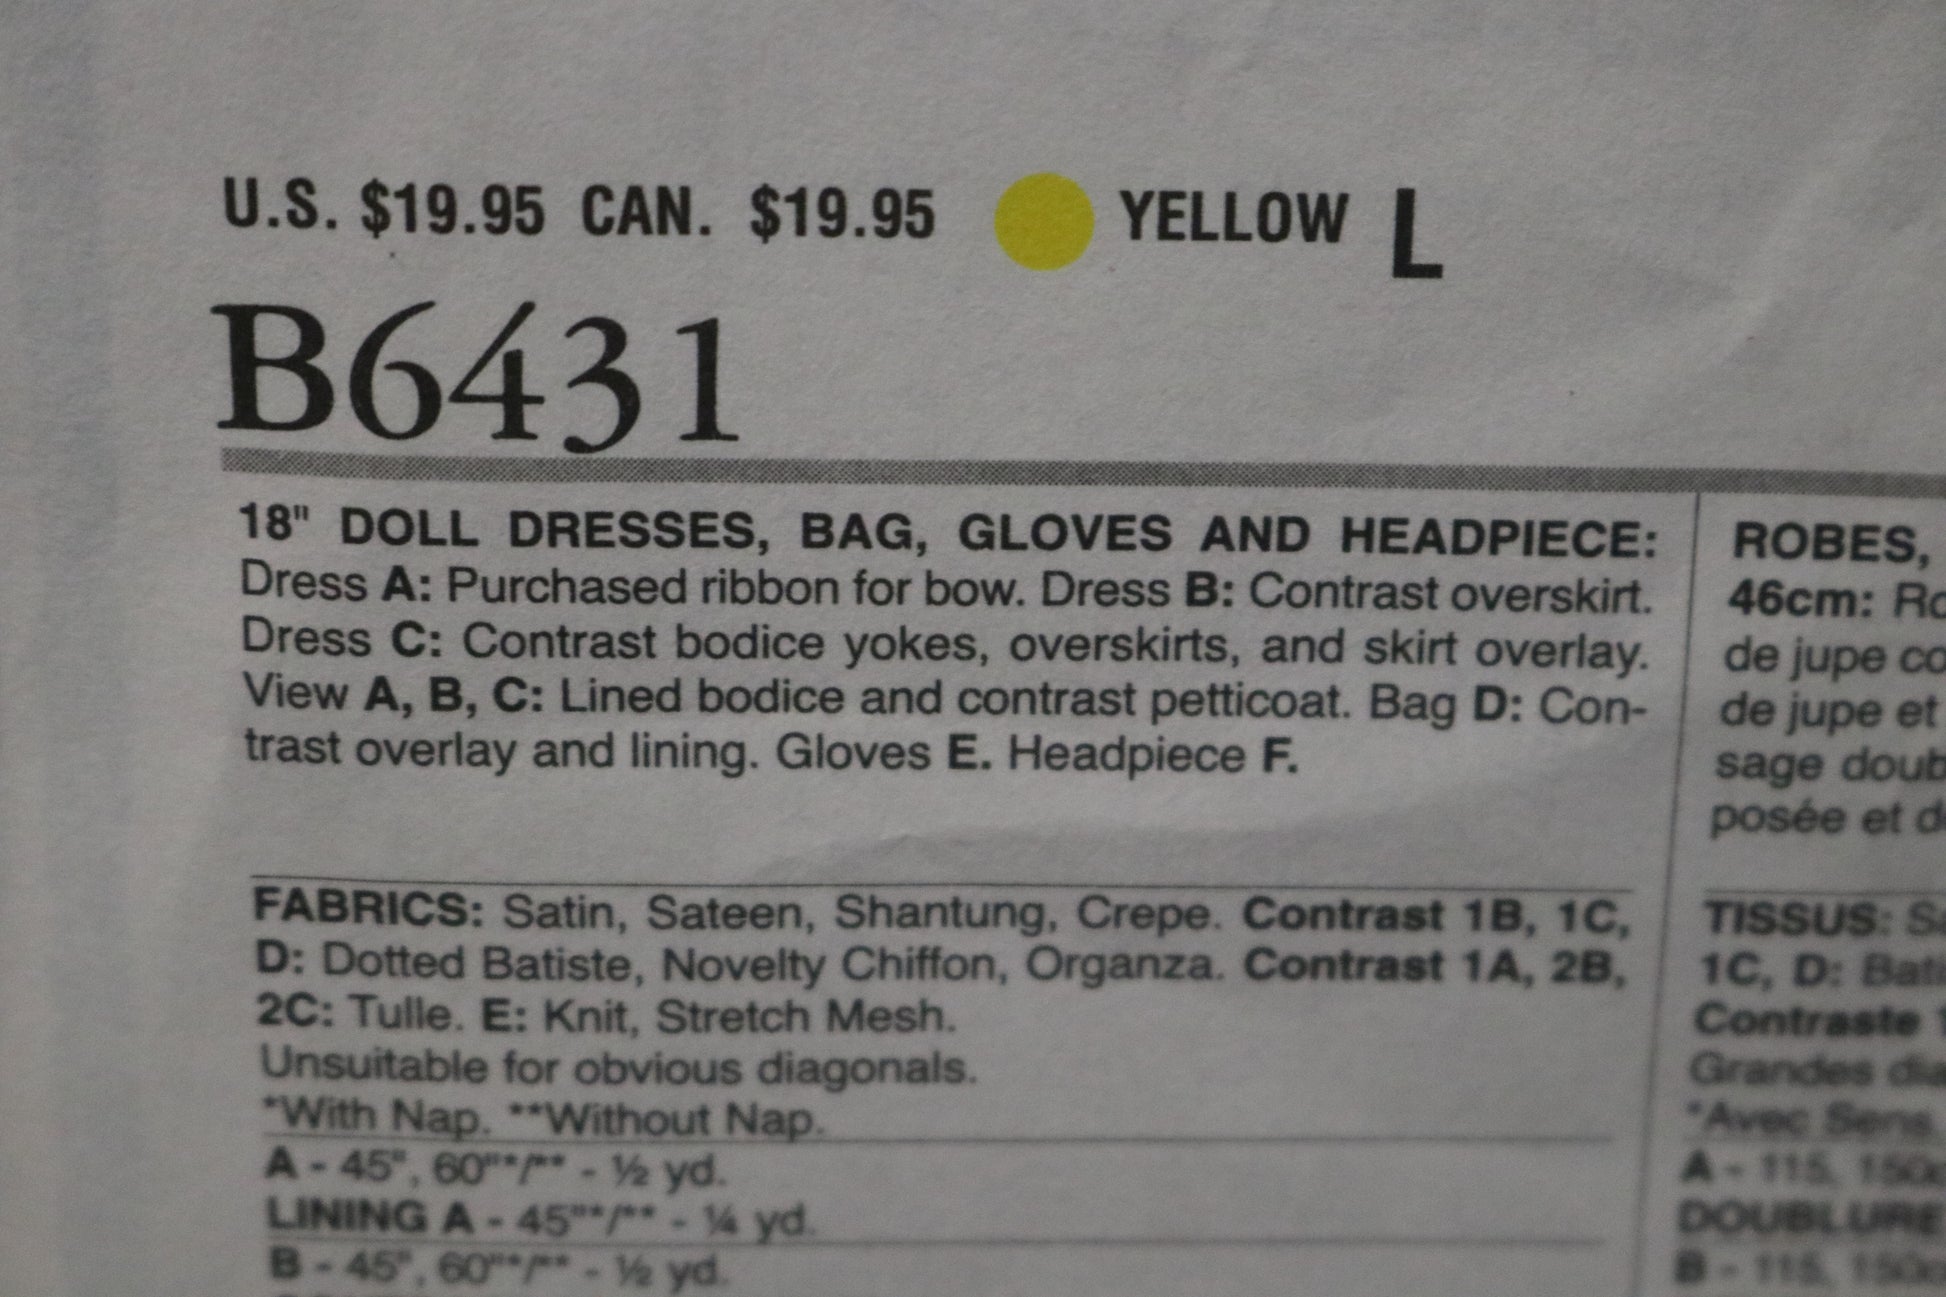 U.S. $19.95 CAN. $19.95 YELLOW L
B6431
18" DOLL DRESSES, BAG, GLOVES AND HEADPIECE:
Dress A: Purchased ribbon for bow. Dress B: Contrast overskirt.
Dress C: Contrast bodice yokes, overskirts, and skirt overlay.
View A, B, C: Lined bodice and contrast petticoat. Bag D: Con-
trast overlay and lining. Gloves E. Headpiece F.
FABRICS: Satin, Sateen, Shantung, Crepe. Contrast 1B, 1C,
D: Dotted Batiste, Novelty Chiffon, Organza. Contrast 1A, 2B,
2C: Tulle. E: Knit, Stretch Mesh.
Unsuitable for obvious diagonals.
*With Nap. **Without Nap.
A - 45", 60"*/** - ½ yd.
LINING A - 45"*/** - ¼ yd.
B - 45", 60"*/** - ½ yd.
ROBES,
46cm:
de jupe
de jupe et
sage
posée et
TISSUS:
1C, D:
Contraste
Grandes
*Avec Sens.
A - 115,
DOUBLURE
B - 115,